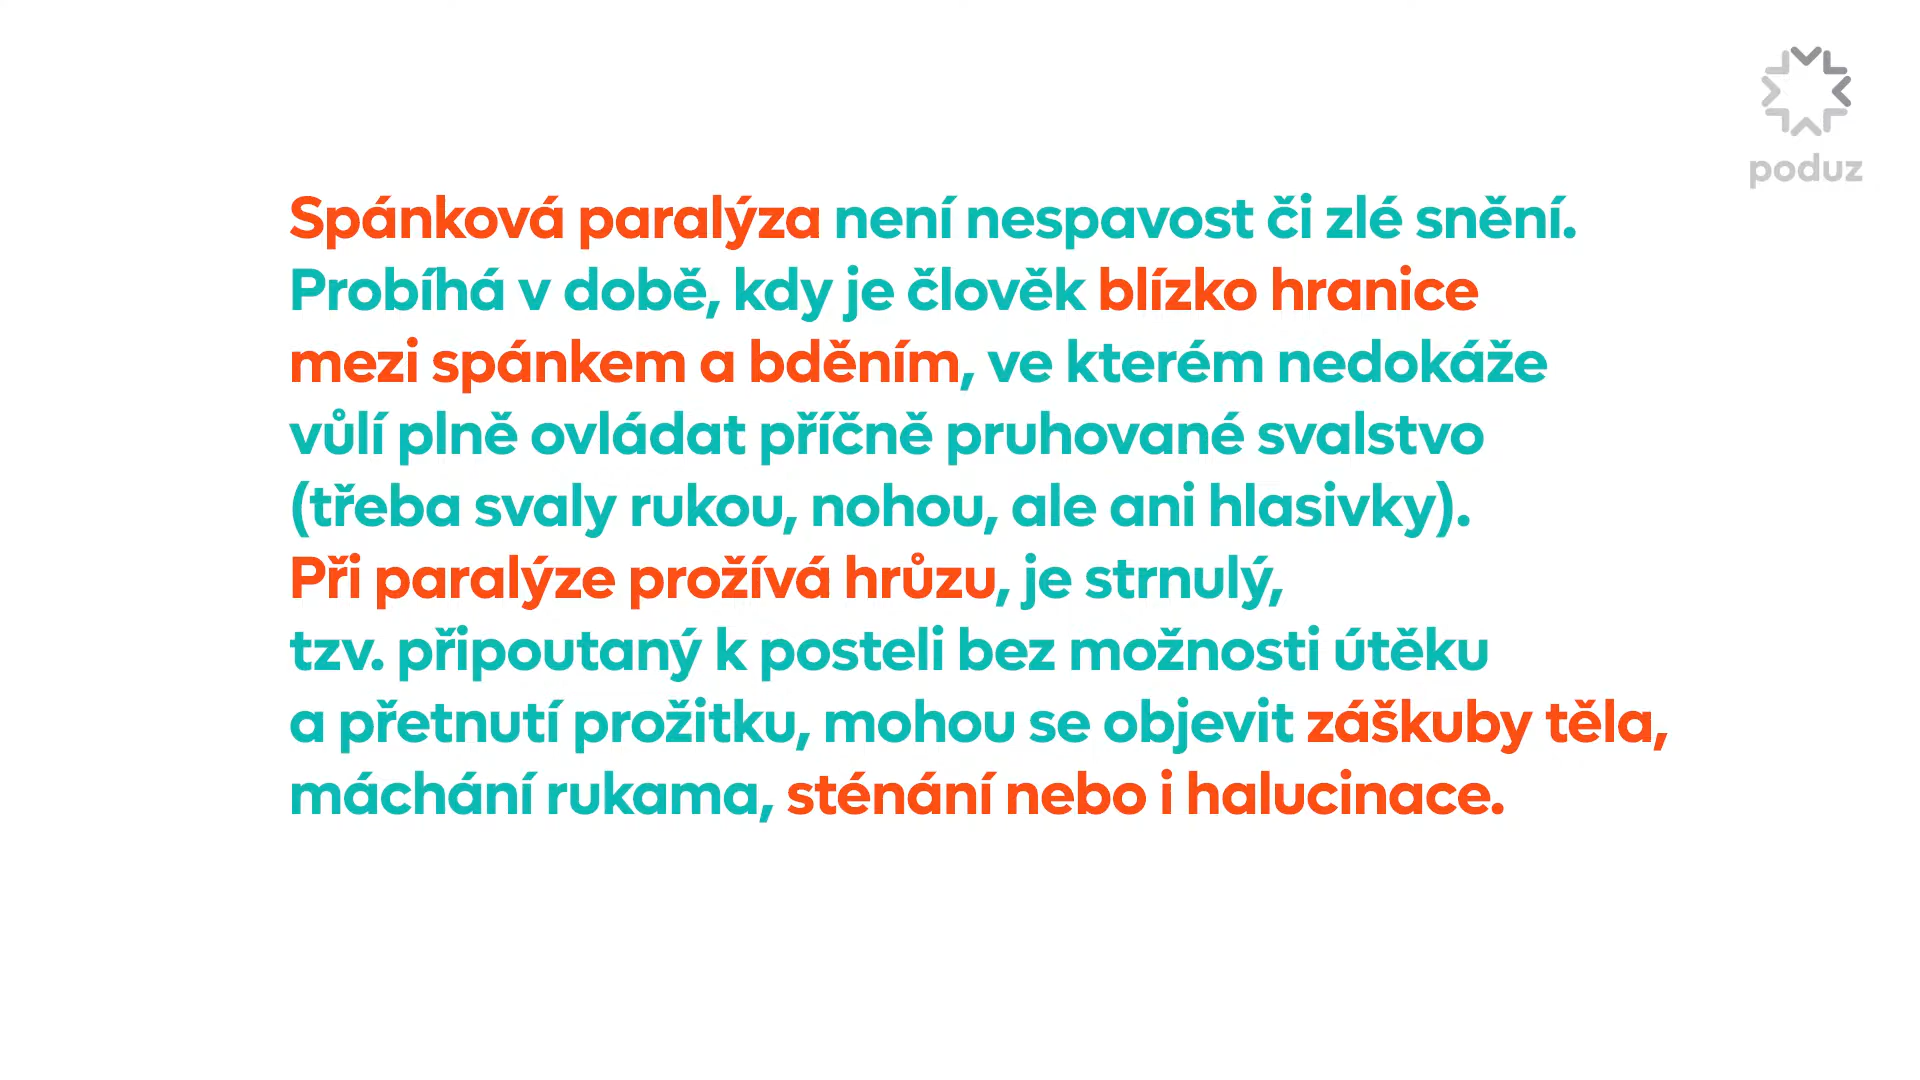 poduz
Spánková paralýza není nespavost či zlé snění.
Probíhá v době, kdy je člověk blízko hranice
mezi spánkem a bděním, ve kterém nedokáže
vůlí plně ovládat příčně pruhované svalstvo
(třeba svaly rukou, nohou, ale ani hlasivky).
Při paralýze prožívá hrůzu, je strnulý,
tzv. připoutaný k posteli bez možnosti útěku
a přetnutí prožitku, mohou se objevit záškuby těla,
máchání rukama, sténání nebo i halucinace.